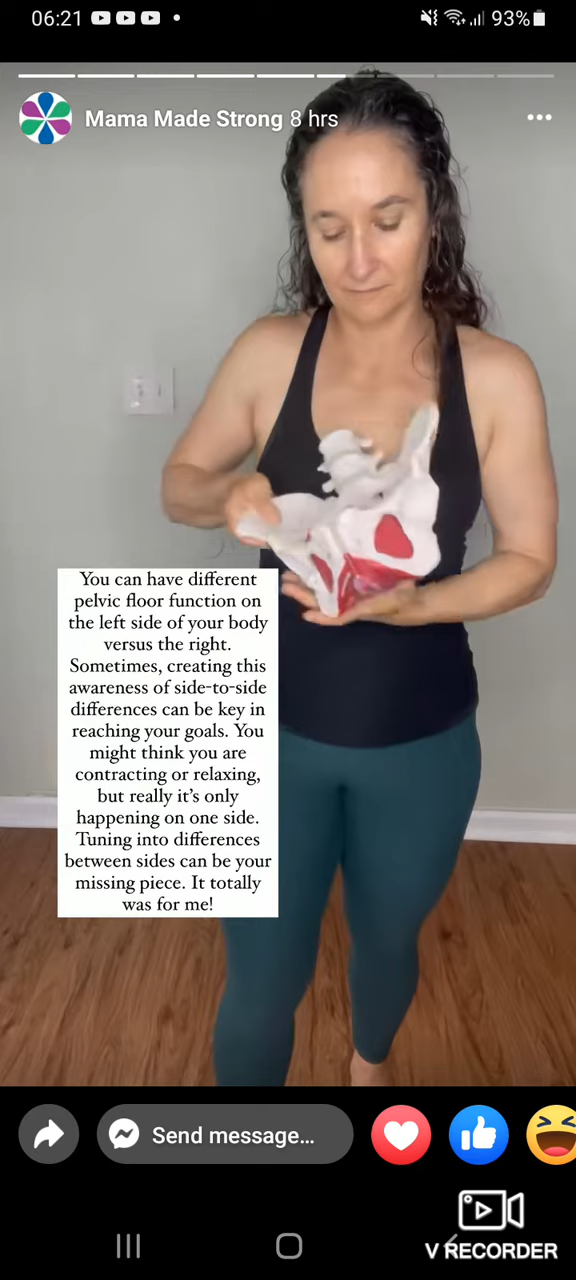 06:21
93%
Mama Made Strong 8 hrs
You can have different
pelvic floor function on
the left side of your body
versus the right.
Sometimes, creating this
awareness of side-to-side
differences can be key in
reaching your goals. You
might think you are
contracting or relaxing,
but really it's only
happening on one side.
Tuning into differences
between sides can be your
missing piece. It totally
was for me!
Send message...
V RECORDER